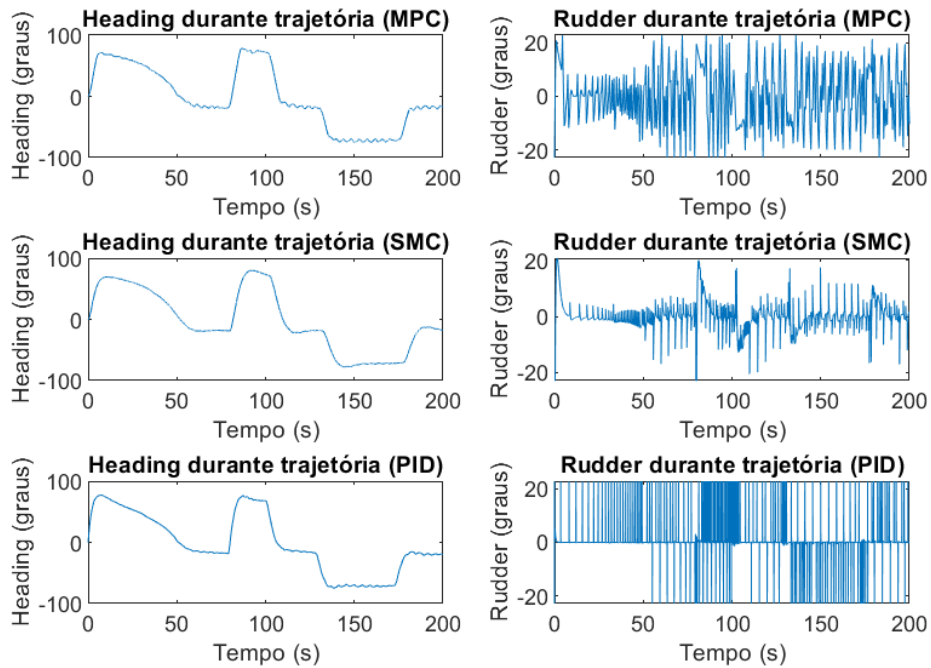 Heading durante trajetória (MPC)
Heading (graus)
100
0
-100
0 50 100 150 200
Tempo (s)
Rudder durante trajetória (MPC)
Rudder (graus)
20
0
-20
0 50 100 150 200
Tempo (s)
Heading durante trajetória (SMC)
Heading (graus)
100
0
-100
0 50 100 150 200
Tempo (s)
Rudder durante trajetória (SMC)
Rudder (graus)
20
0
-20
0 50 100 150 200
Tempo (s)
Heading durante trajetória (PID)
Heading (graus)
100
0
-100
0 50 100 150 200
Tempo (s)
Rudder durante trajetória (PID)
Rudder (graus)
20
0
-20
0 50 100 150 200
Tempo (s)